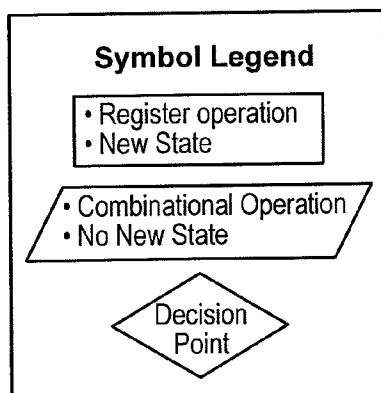 Symbol Legend
• Register operation
• New State
• Combinational Operation
• No New State
Decision
Point